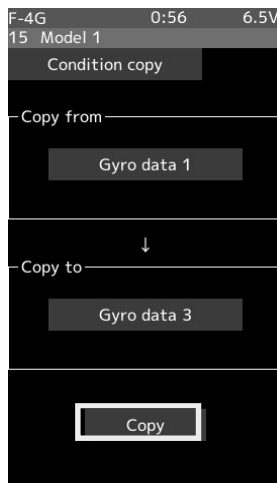 F-4G 0:56 6.5V
15 Model 1
Condition copy
Copy from
Gyro data 1
↓
Copy to
Gyro data 3
Copy